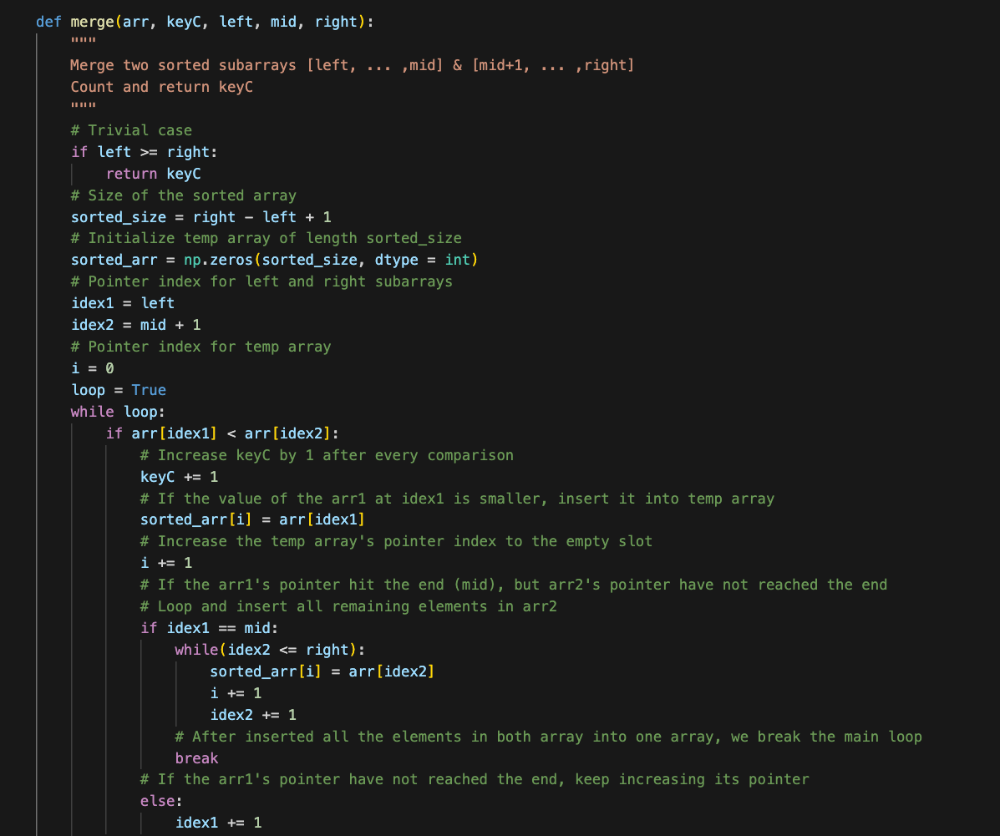 def merge(arr, keyC, left, mid, right):
"""
Merge two sorted subarrays [left, ... ,mid] & [mid+1, ... ,right]
Count and return keyC
"""
# Trivial case
if left >= right:
return keyC
# Size of the sorted array
sorted_size = right - left + 1
# Initialize temp array of length sorted_size
sorted_arr = np.zeros(sorted_size, dtype = int)
# Pointer index for left and right subarrays
idex1 = left
idex2 = mid + 1
# Pointer index for temp array
i = 0
loop = True
while loop:
if arr[idex1] < arr[idex2]:
# Increase keyC by 1 after every comparison
keyC += 1
# If the value of the arr1 at idex1 is smaller, insert it into temp array
sorted_arr[i] = arr[idex1]
# Increase the temp array's pointer index to the empty slot
i += 1
# If the arr1's pointer hit the end (mid), but arr2's pointer have not reached the end
# Loop and insert all remaining elements in arr2
if idex1 == mid:
while(idex2 <= right):
sorted_arr[i] = arr[idex2]
i += 1
idex2 += 1
# After inserted all the elements in both array into one array, we break the main loop
break
# If the arr1's pointer have not reached the end, keep increasing its pointer
else:
idex1 += 1